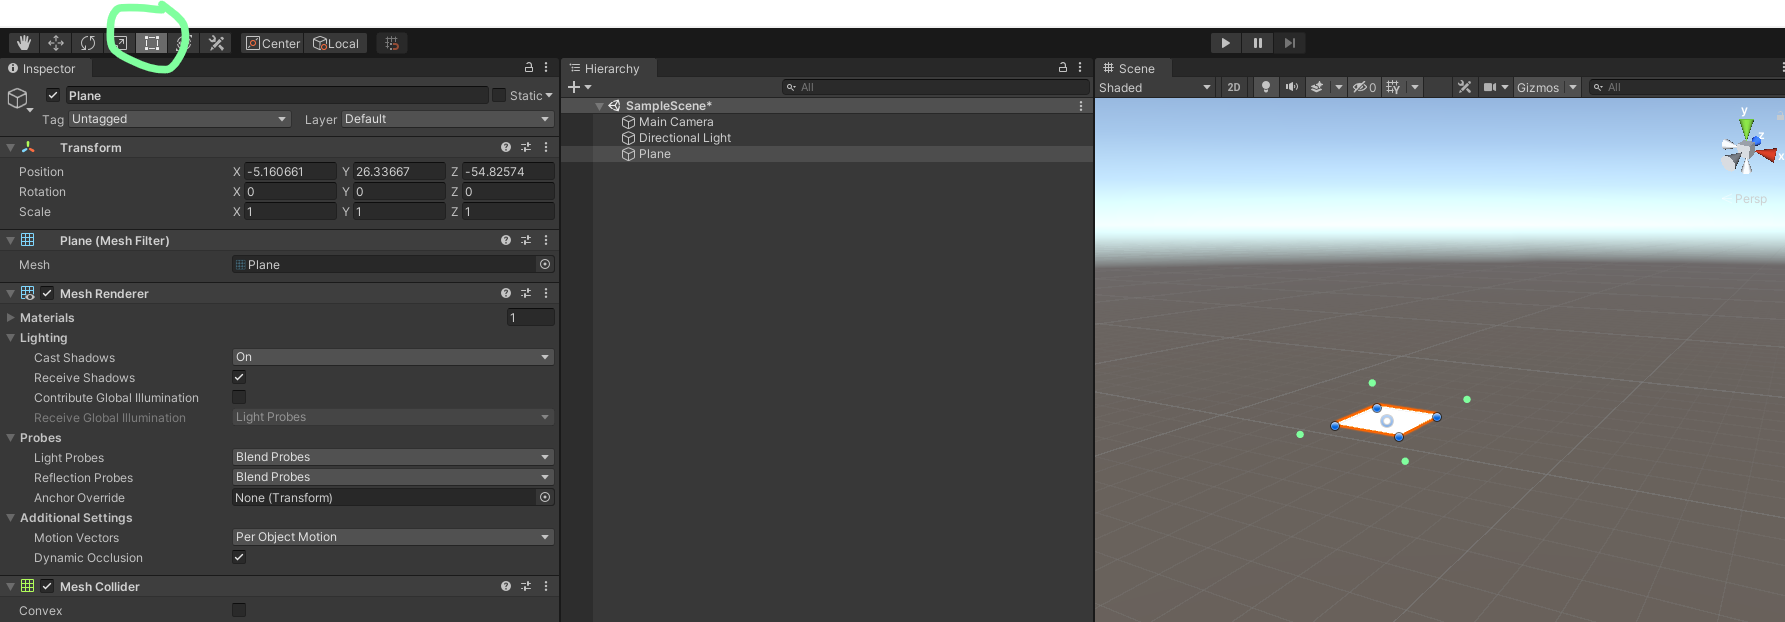 Center Local
Inspector
Plane Static
Tag Untagged Layer Default
Transform
Position X -5.160661 Y 26.33667 Z -54.82574
Rotation X 0 Y 0 Z 0
Scale X 1 Y 1 Z 1
Plane (Mesh Filter)
Mesh Plane
Mesh Renderer
Materials 1
Lighting
Cast Shadows On
Receive Shadows
Contribute Global Illumination
Receive Global Illumination Light Probes
Probes
Light Probes Blend Probes
Reflection Probes Blend Probes
Anchor Override None (Transform)
Additional Settings
Motion Vectors Per Object Motion
Dynamic Occlusion
Mesh Collider
Convex
Hierarchy
All
SampleScene*
Main Camera
Directional Light
Plane
Scene
Shaded 2D 0 Gizmos All
y
z
x
Persp